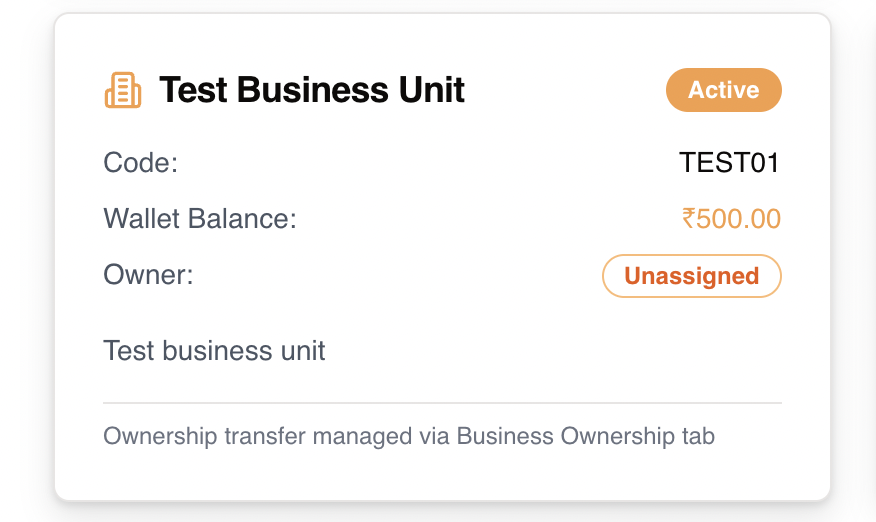 Test Business Unit Active
Code: TEST01
Wallet Balance: ₹500.00
Owner: Unassigned
Test business unit
Ownership transfer managed via Business Ownership tab